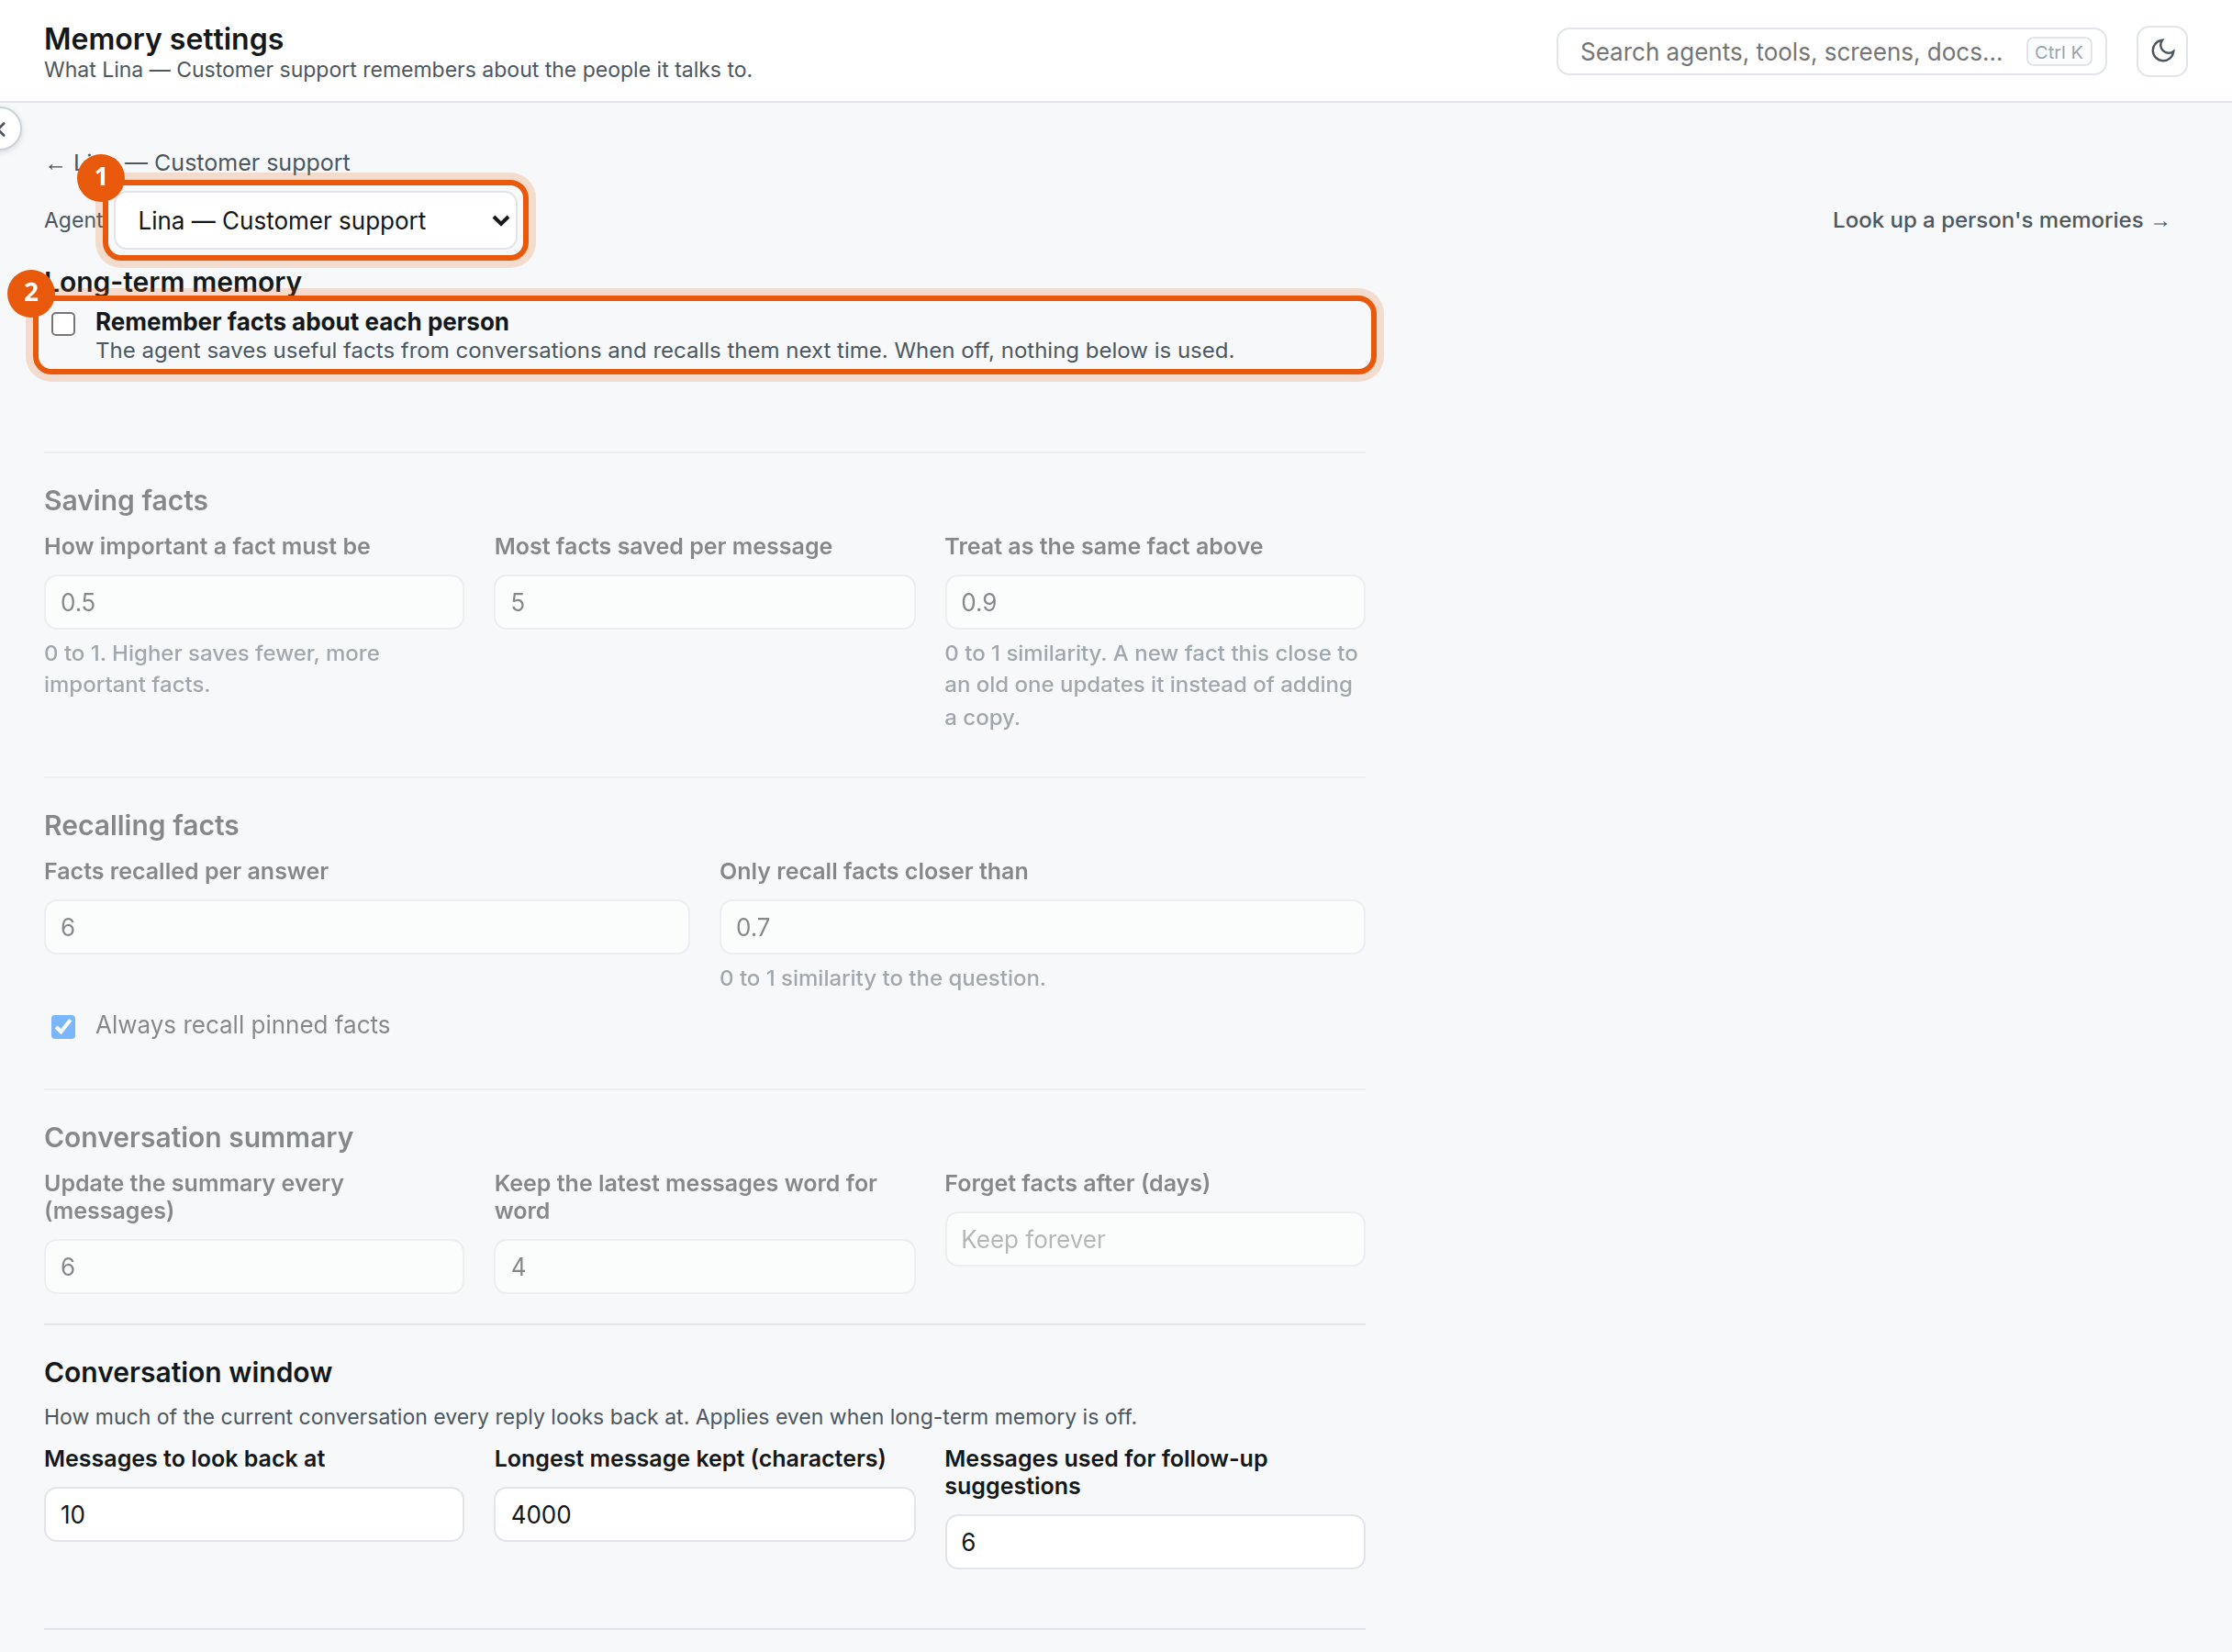 Memory settings
What Lina — Customer support remembers about the people it talks to.
Search agents, tools, screens, docs... Ctrl K
← — Customer support
1
Agent Lina — Customer support
Look up a person's memories →
2
Long-term memory
Remember facts about each person
The agent saves useful facts from conversations and recalls them next time. When off, nothing below is used.
Saving facts
How important a fact must be
Most facts saved per message
Treat as the same fact above
0.5
5
0.9
0 to 1. Higher saves fewer, more
important facts.
0 to 1 similarity. A new fact this close to
an old one updates it instead of adding
a copy.
Recalling facts
Facts recalled per answer
Only recall facts closer than
6
0.7
0 to 1 similarity to the question.
Always recall pinned facts
Conversation summary
Update the summary every
(messages)
Keep the latest messages word for
word
Forget facts after (days)
6
4
Keep forever
Conversation window
How much of the current conversation every reply looks back at. Applies even when long-term memory is off.
Messages to look back at
Longest message kept (characters)
Messages used for follow-up
suggestions
10
4000
6